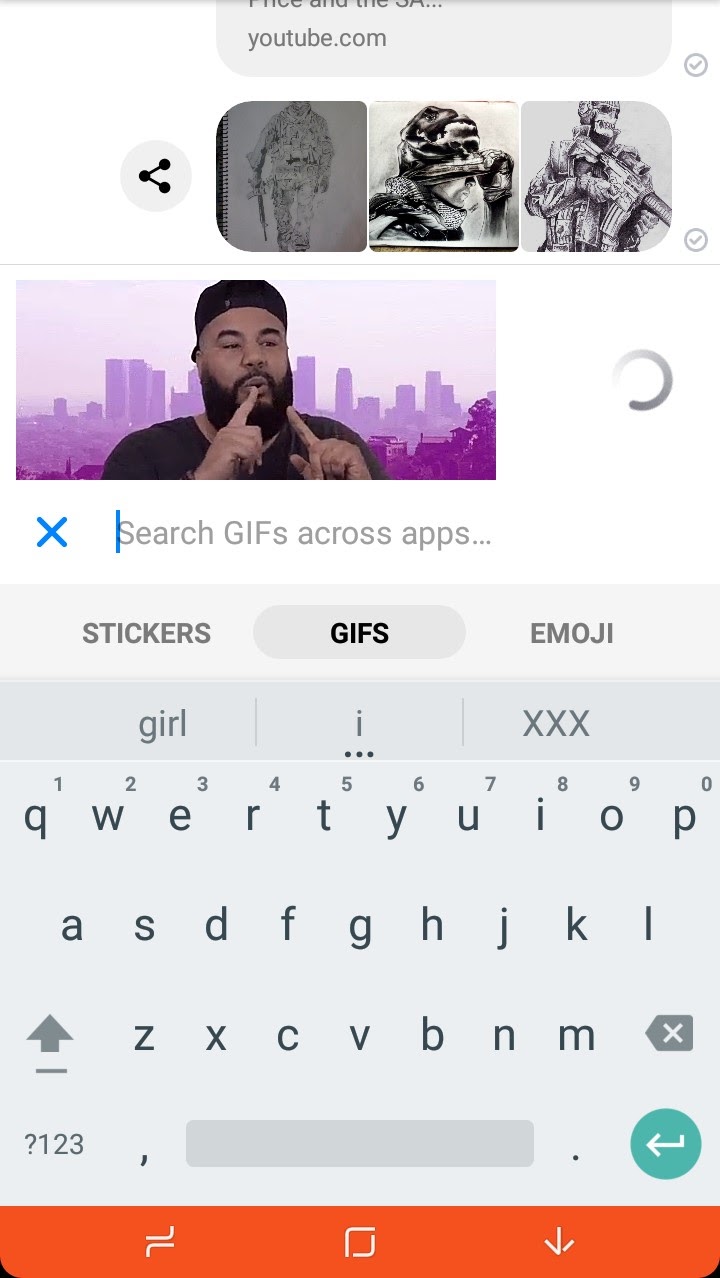 Price and the SA...
youtube.com
Search GIFs across apps...
STICKERS GIFS EMOJI
girl i XXX
1 2 3 4 5 6 7 8 9 0
q w e r t y u i o p
a s d f g h j k l
z x c v b n m
?123 , .